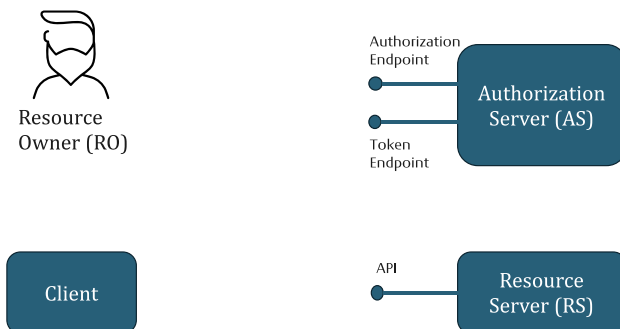 Resource
Owner (RO)
Authorization
Endpoint
Authorization
Server (AS)
Token
Endpoint
Client
API
Resource
Server (RS)